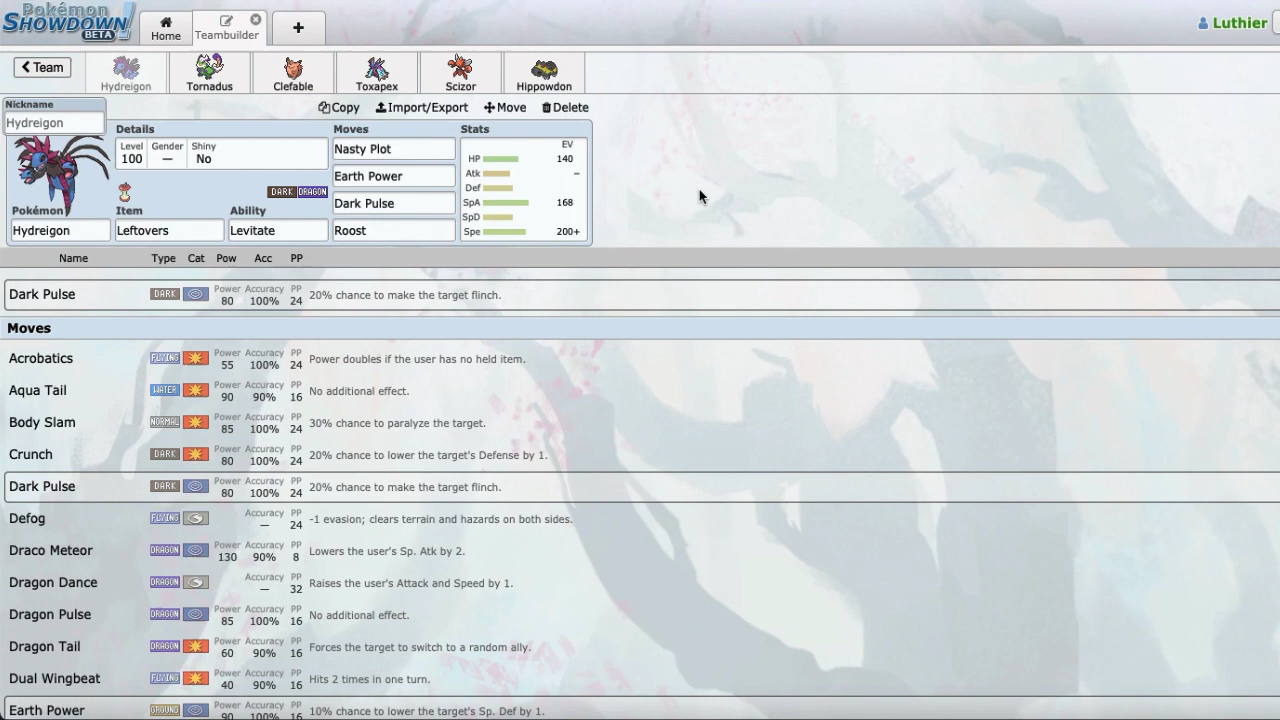 Pokémon
SHOWDOWN!
BETA
Home
Teambuilder
+
Luthier
Team
Hydreigon
Tornadus
Clefable
Toxapex
Scizor
Hippowdon
Nickname
Hydreigon
Copy Import/Export Move Delete
Details
Level Gender Shiny
100 — No
DARK DRAGON
Pokémon Item Ability
Hydreigon Leftovers Levitate
Moves
Nasty Plot
Earth Power
Dark Pulse
Roost
Stats
EV
HP 140
Atk –
Def
SpA 168
SpD
Spe 200+
Name Type Cat Pow Acc PP
Dark Pulse DARK Power 80 Accuracy 100% PP 24 20% chance to make the target flinch.
Moves
Acrobatics FLYING Power 55 Accuracy 100% PP 24 Power doubles if the user has no held item.
Aqua Tail WATER Power 90 Accuracy 90% PP 16 No additional effect.
Body Slam NORMAL Power 85 Accuracy 100% PP 24 30% chance to paralyze the target.
Crunch DARK Power 80 Accuracy 100% PP 24 20% chance to lower the target's Defense by 1.
Dark Pulse DARK Power 80 Accuracy 100% PP 24 20% chance to make the target flinch.
Defog FLYING Accuracy — PP 24 -1 evasion; clears terrain and hazards on both sides.
Draco Meteor DRAGON Power 130 Accuracy 90% PP 8 Lowers the user's Sp. Atk by 2.
Dragon Dance DRAGON Accuracy — PP 32 Raises the user's Attack and Speed by 1.
Dragon Pulse DRAGON Power 85 Accuracy 100% PP 16 No additional effect.
Dragon Tail DRAGON Power 60 Accuracy 90% PP 16 Forces the target to switch to a random ally.
Dual Wingbeat FLYING Power 40 Accuracy 90% PP 16 Hits 2 times in one turn.
Earth Power GROUND Power 90 Accuracy 100% PP 16 10% chance to lower the target's Sp. Def by 1.